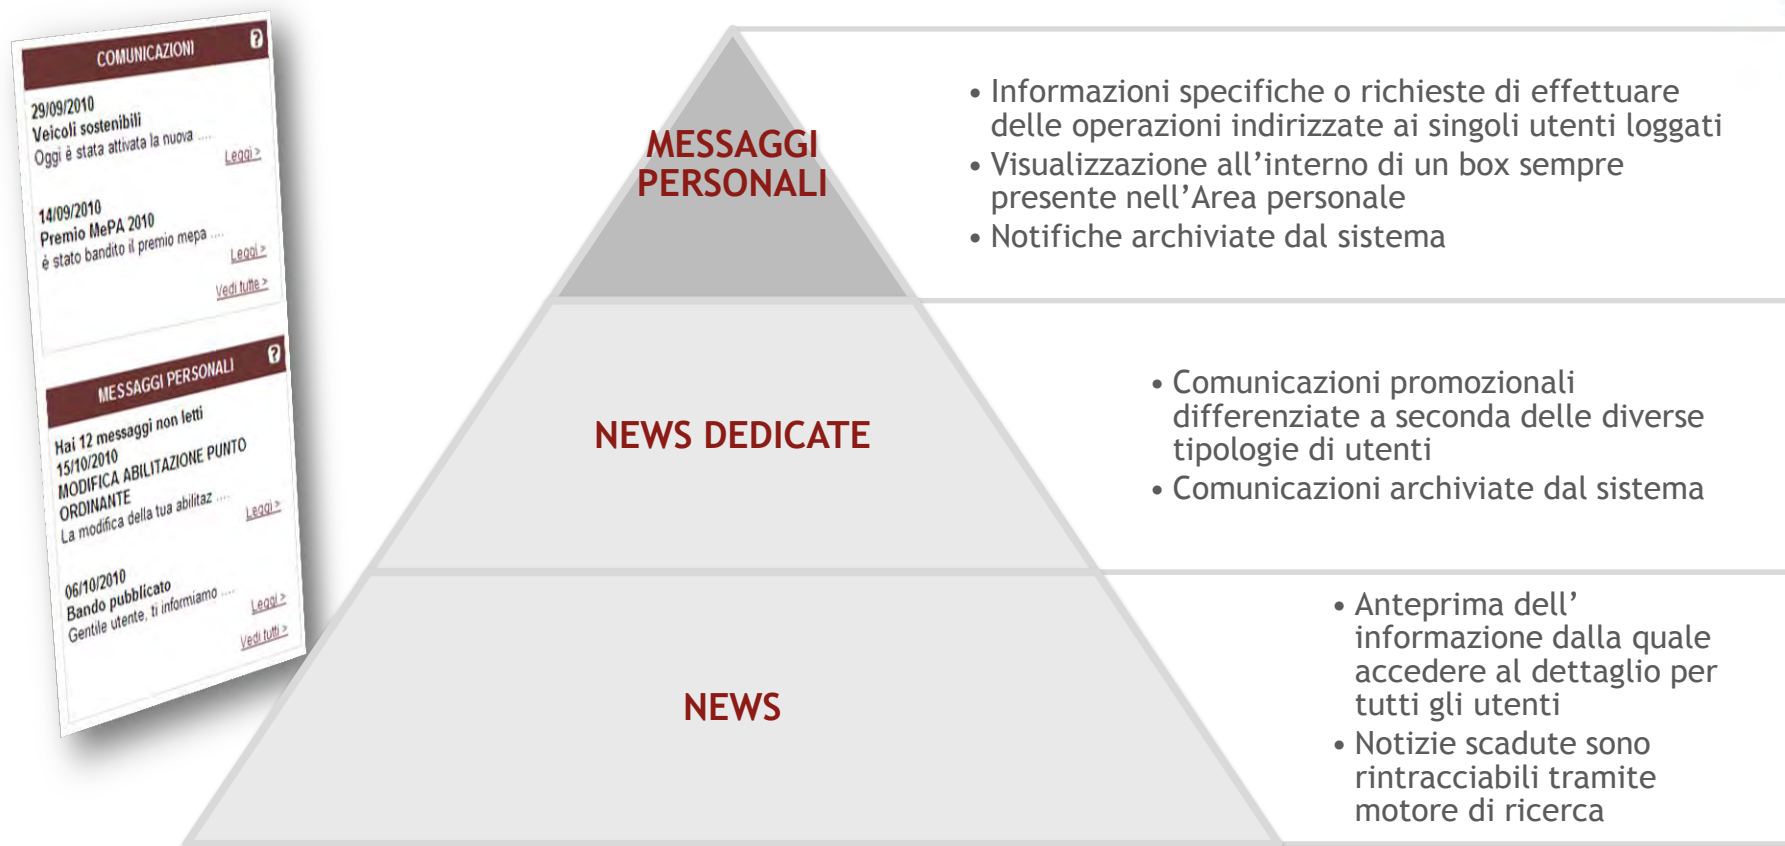 COMUNICAZIONI ?
29/09/2010
Veicoli sostenibili
Oggi è stata attivata la nuova ....
Leggi >
14/09/2010
Premio MePA 2010
è stato bandito il premio mepa ....
Leggi >
Vedi tutte >
MESSAGGI PERSONALI ?
Hai 12 messaggi non letti
15/10/2010
MODIFICA ABILITAZIONE PUNTO
ORDINANTE
La modifica della tua abilitaz ....
Leggi >
06/10/2010
Bando pubblicato
Gentile utente, ti informiamo ....
Leggi >
Vedi tutti >
MESSAGGI
PERSONALI
• Informazioni specifiche o richieste di effettuare
delle operazioni indirizzate ai singoli utenti loggati
• Visualizzazione all’interno di un box sempre
presente nell’Area personale
• Notifiche archiviate dal sistema
NEWS DEDICATE
• Comunicazioni promozionali
differenziate a seconda delle diverse
tipologie di utenti
• Comunicazioni archiviate dal sistema
NEWS
• Anteprima dell’
informazione dalla quale
accedere al dettaglio per
tutti gli utenti
• Notizie scadute sono
rintracciabili tramite
motore di ricerca